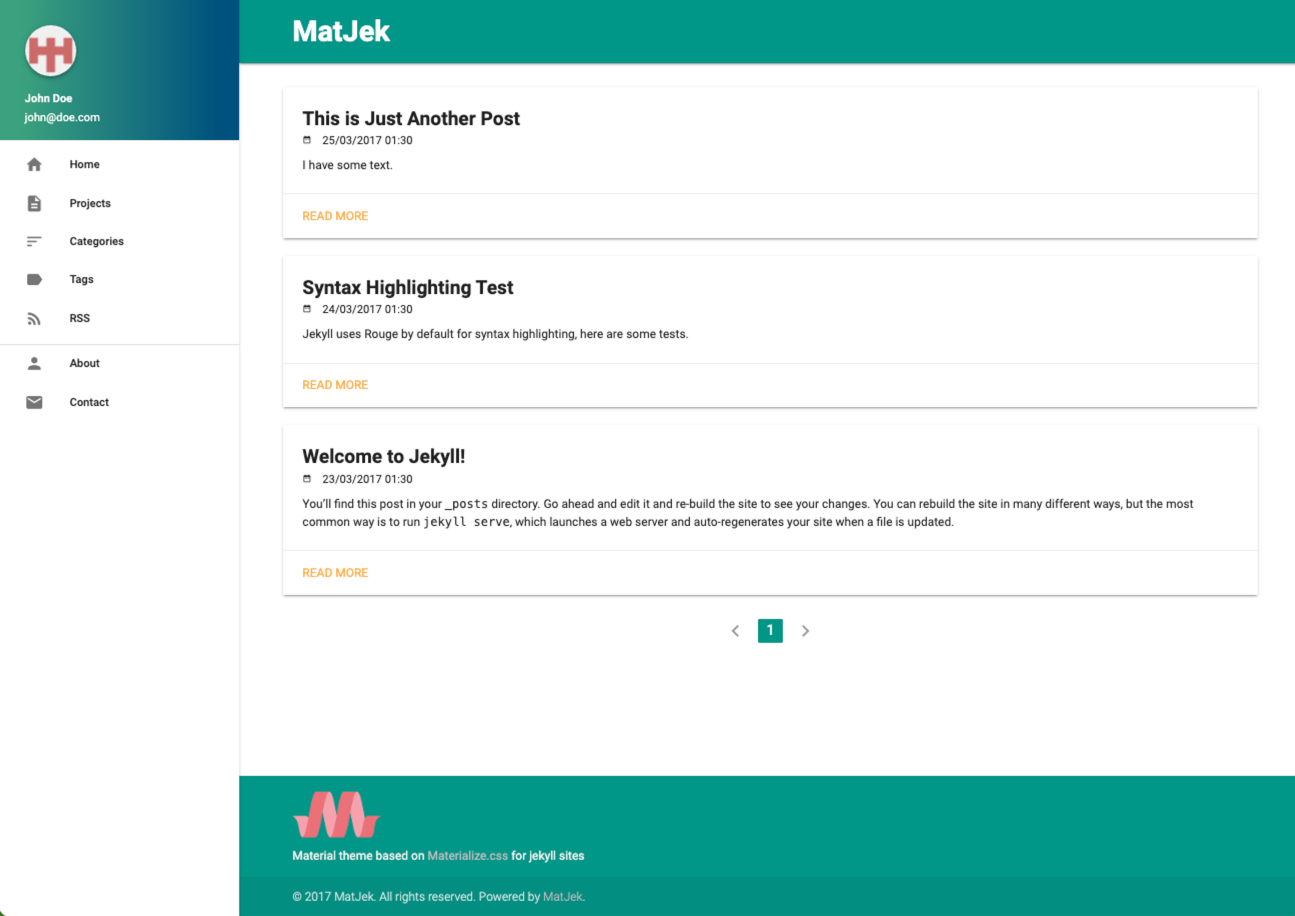 John Doe
john@doe.com
Home
Projects
Categories
Tags
RSS
About
Contact
MatJek
This is Just Another Post
25/03/2017 01:30
I have some text.
READ MORE
Syntax Highlighting Test
24/03/2017 01:30
Jekyll uses Rouge by default for syntax highlighting, here are some tests.
READ MORE
Welcome to Jekyll!
23/03/2017 01:30
You’ll find this post in your _posts directory. Go ahead and edit it and re-build the site to see your changes. You can rebuild the site in many different ways, but the most
common way is to run jekyll serve, which launches a web server and auto-regenerates your site when a file is updated.
READ MORE
1
Material theme based on Materialize.css for jekyll sites
© 2017 MatJek. All rights reserved. Powered by MatJek.